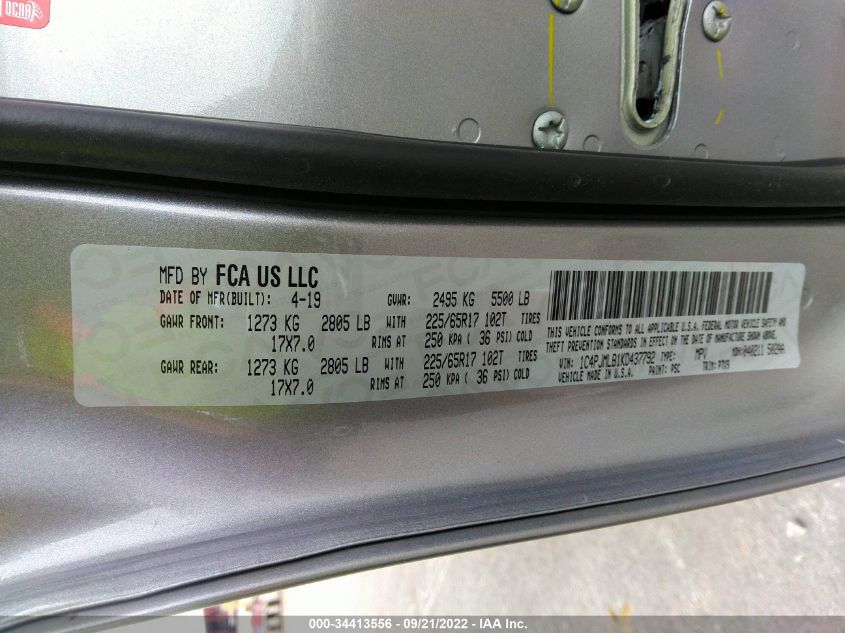 OCRA
MFD BY FCA US LLC
DATE OF MFR(BUILT): 4-19 GVWR: 2495 KG 5500 LB
GAWR FRONT: 1273 KG 2805 LB WITH 225/65R17 102T TIRES
17X7.0 RIMS AT 250 KPA ( 36 PSI) COLD
GAWR REAR: 1273 KG 2805 LB WITH 225/65R17 102T TIRES
17X7.0 RIMS AT 250 KPA ( 36 PSI) COLD
THIS VEHICLE CONFORMS TO ALL APPLICABLE U.S.A. FEDERAL MOTOR VEHICLE SAFETY AND
THEFT PREVENTION STANDARDS IN EFFECT ON THE DATE OF MANUFACTURE SHOWN ABOVE.
VIN: 1C4PJMLB1KD437792 TYPE: MPV MDH:040211 502AA
VEHICLE MADE IN U.S.A. PAINT: PSC TRIM:
000-34413556 - 09/21/2022 - IAA Inc.